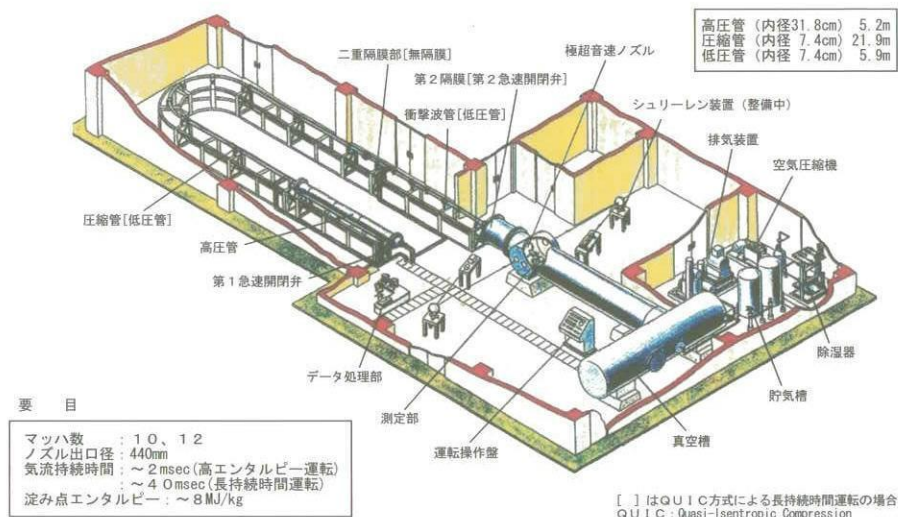 高圧管 (内径31.8cm) 5.2m
圧縮管 (内径 7.4cm) 21.9m
低圧管 (内径 7.4cm) 5.9m
極超音速ノズル
二重隔膜部[無隔膜]
第2隔膜[第2急速開閉弁]
シュリーレン装置(整備中)
衝撃波管[低圧管]
排気装置
空気圧縮機
圧縮管[低圧管]
高圧管
第1急速開閉弁
データ処理部
測定部
運転操作盤
真空槽
貯気槽
除湿器
要 目
マッハ数 : 10、12
ノズル出口径 : 440mm
気流持続時間 : ~2msec(高エンタルピー運転)
: ~40msec(長持続時間運転)
淀み点エンタルピー : ~8MJ/kg
[ ] はQUIC方式による長持続時間運転の場合
QUIC : Quasi-Isentropic Compression